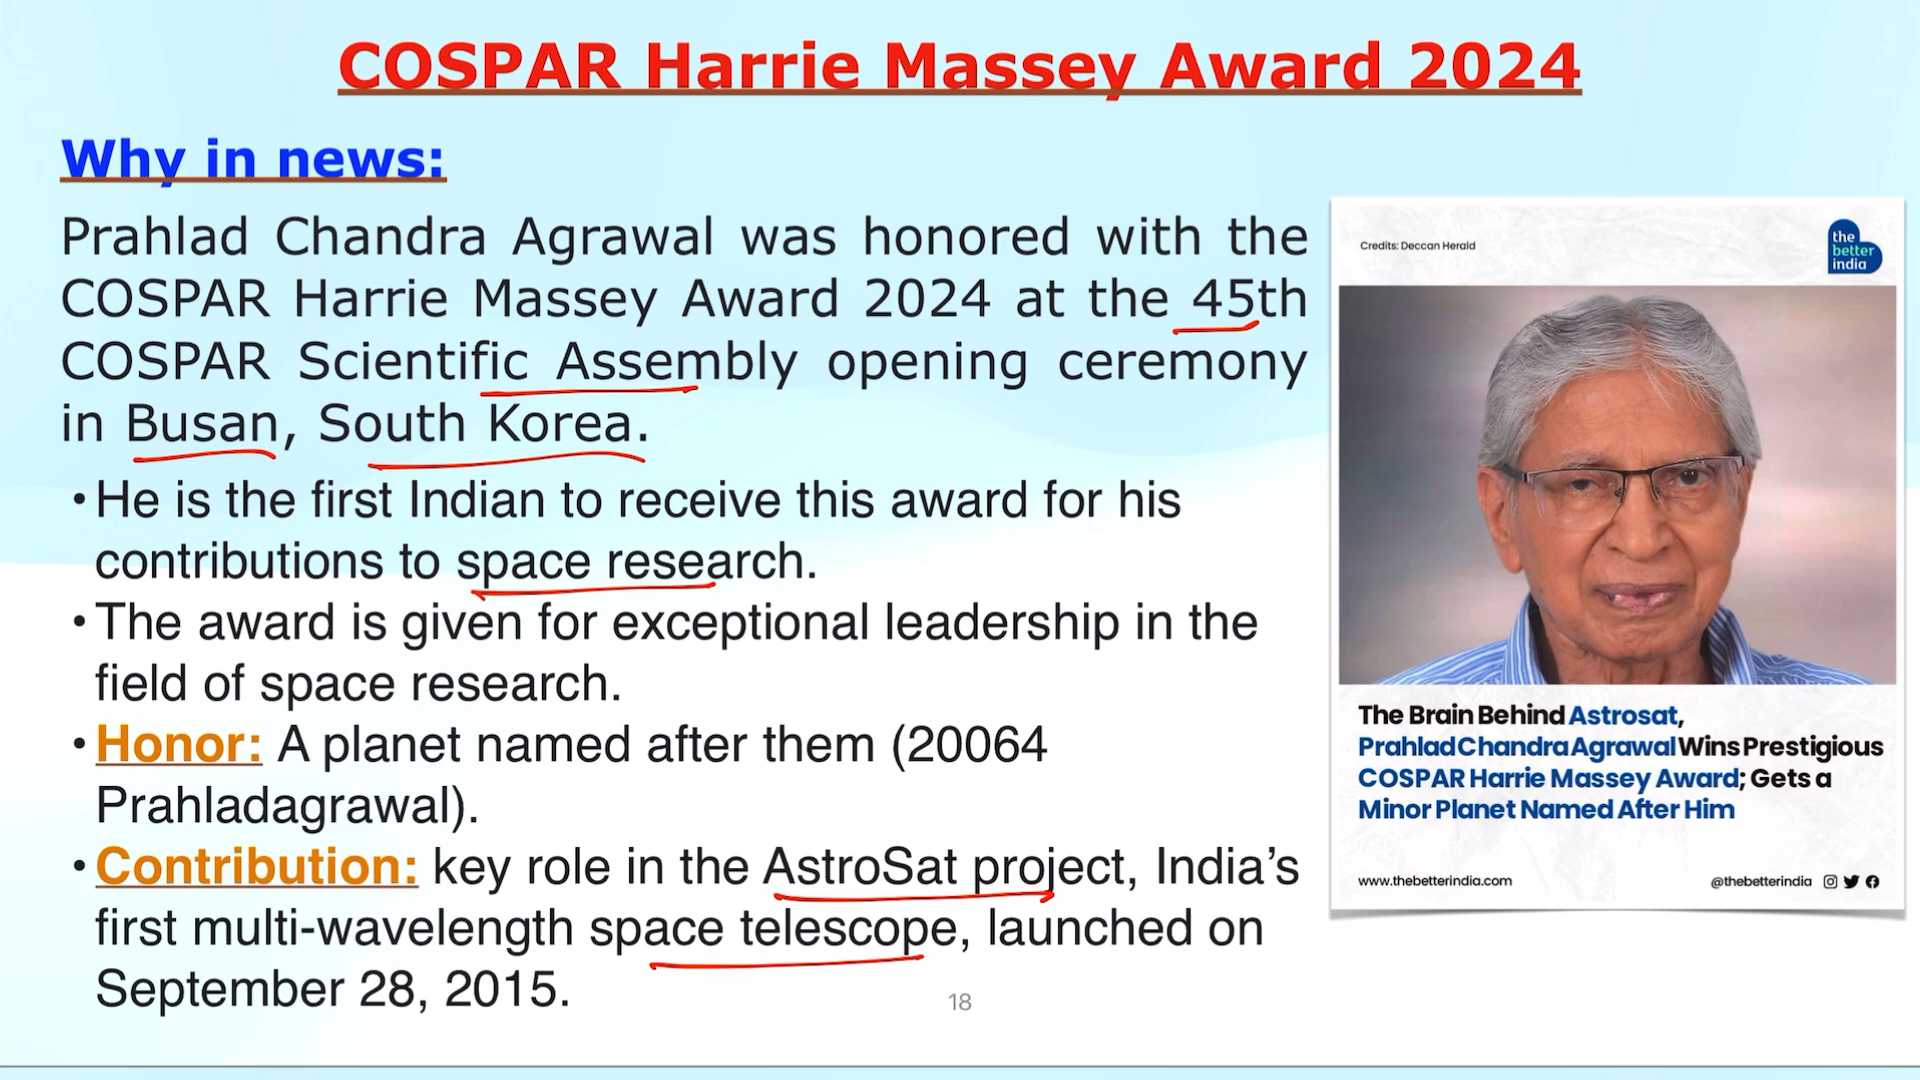 COSPAR Harrie Massey Award 2024
Why in news:
Prahlad Chandra Agrawal was honored with the
COSPAR Harrie Massey Award 2024 at the 45th
COSPAR Scientific Assembly opening ceremony
in Busan, South Korea.
• He is the first Indian to receive this award for his
contributions to space research.
• The award is given for exceptional leadership in the
field of space research.
• Honor: A planet named after them (20064
Prahladagrawal).
• Contribution: key role in the AstroSat project, India’s
first multi-wavelength space telescope, launched on
September 28, 2015.
18
Credits: Deccan Herald
the
better
india
The Brain Behind Astrosat,
Prahlad Chandra Agrawal Wins Prestigious
COSPAR Harrie Massey Award; Gets a
Minor Planet Named After Him
www.thebetterindia.com
@thebetterindia